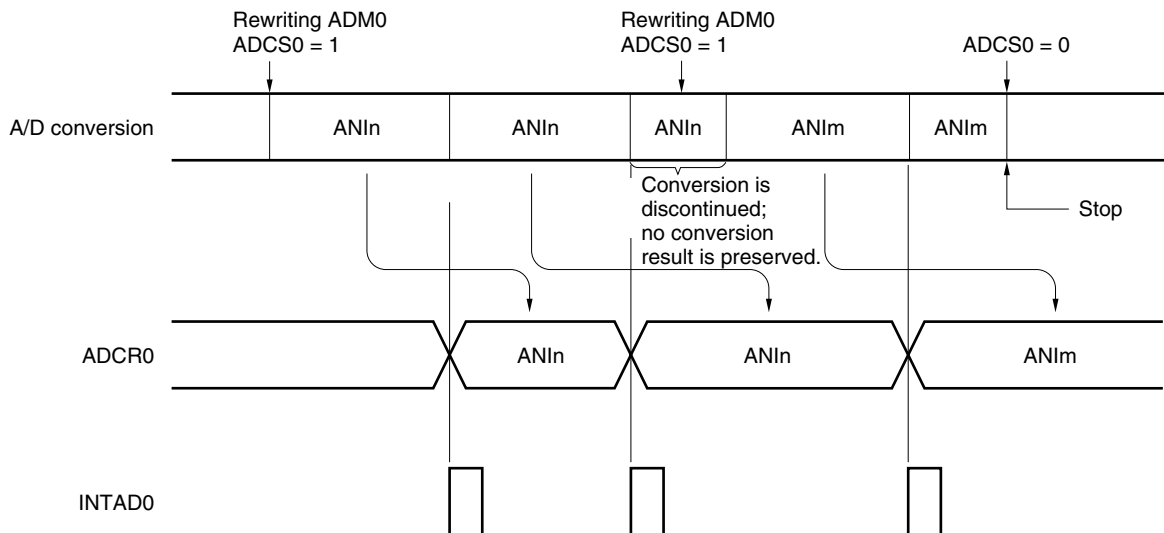 Rewriting ADM0
ADCS0 = 1
Rewriting ADM0
ADCS0 = 1
ADCS0 = 0
A/D conversion
ANIn
ANIn
ANIn
ANIm
ANIm
Conversion is
discontinued;
no conversion
result is preserved.
Stop
ADCR0
ANIn
ANIn
ANIm
INTAD0